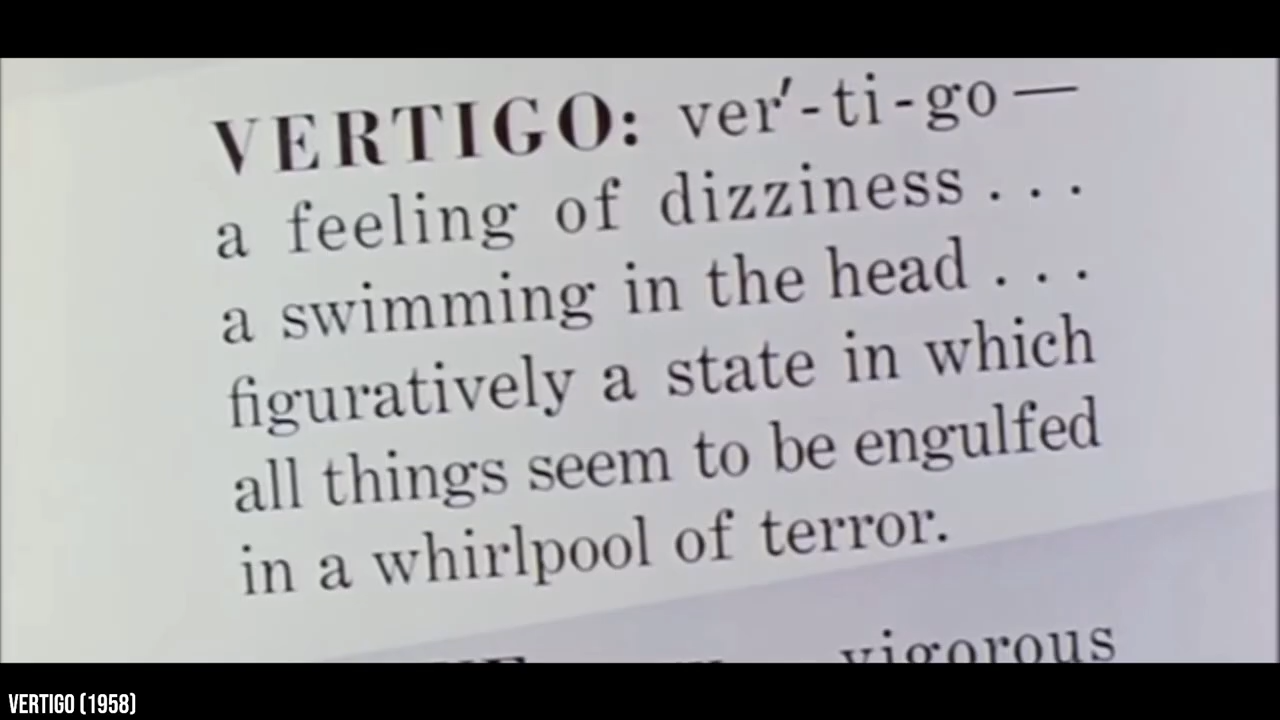 VERTIGO: ver′-ti-go—
a feeling of dizziness . . .
a swimming in the head . . .
figuratively a state in which
all things seem to be engulfed
in a whirlpool of terror.
vigorous
VERTIGO (1958)